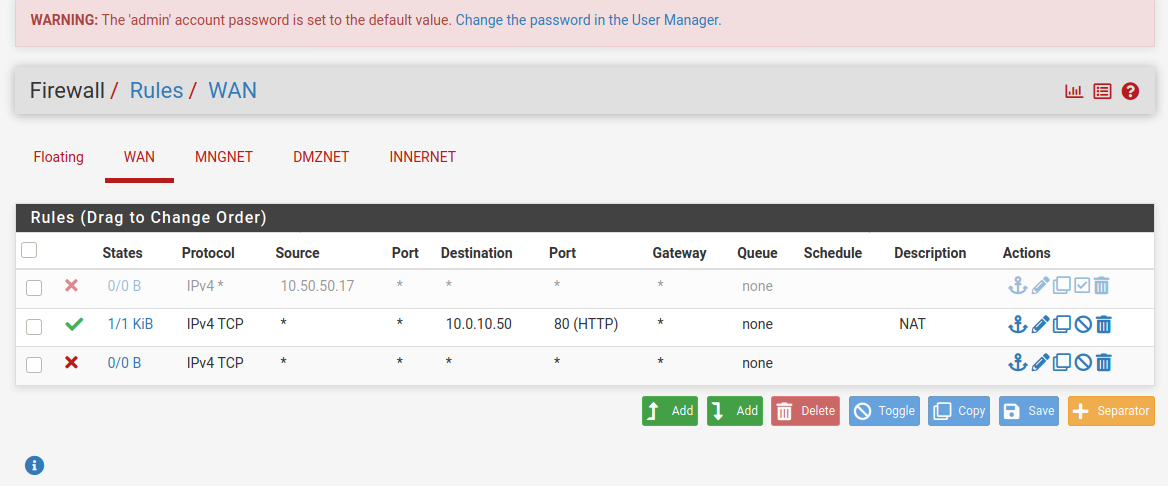 WARNING: The 'admin' account password is set to the default value. Change the password in the User Manager.
Firewall / Rules / WAN
Floating WAN MNGNET DMZNET INNERNET
Rules (Drag to Change Order)
States Protocol Source Port Destination Port Gateway Queue Schedule Description Actions
0/0 B IPv4 * 10.50.50.17 * * * * none
1/1 KiB IPv4 TCP * * 10.0.10.50 80 (HTTP) * none NAT
0/0 B IPv4 TCP * * * * * none
Add Add Delete Toggle Copy Save Separator